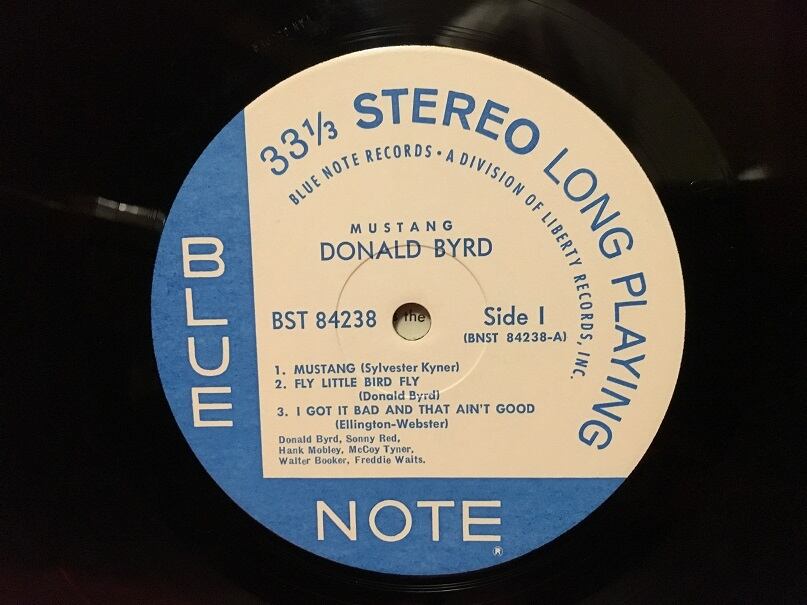 33⅓ STEREO LONG PLAYING
BLUE NOTE RECORDS • A DIVISION OF LIBERTY RECORDS, INC.
MUSTANG
DONALD BYRD
BST 84238
the
Side 1
(BNST 84238-A)
1. MUSTANG (Sylvester Kyner)
2. FLY LITTLE BIRD FLY
(Donald Byrd)
3. I GOT IT BAD AND THAT AIN'T GOOD
(Ellington-Webster)
Donald Byrd, Sonny Red,
Hank Mobley, McCoy Tyner,
Walter Booker, Freddie Waits.
BLUE
NOTE
®